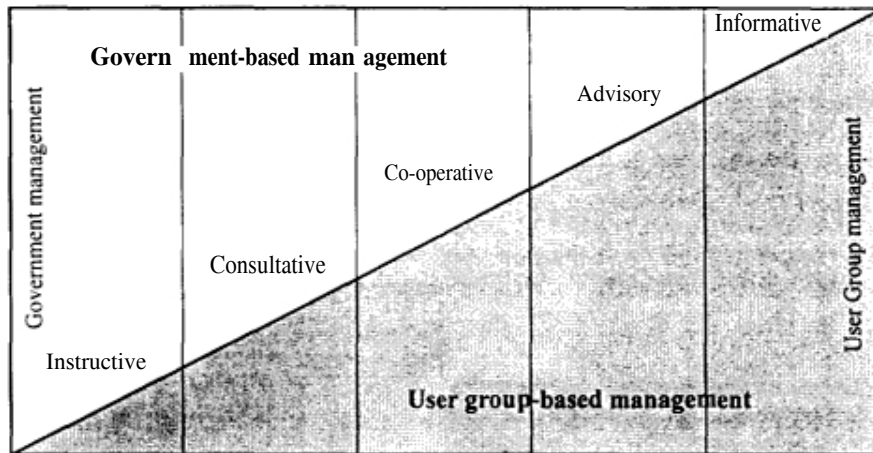 Informative
Govern ment-based man agement
Advisory
Government management
Co-operative
User Group management
Consultative
Instructive
User group-based management